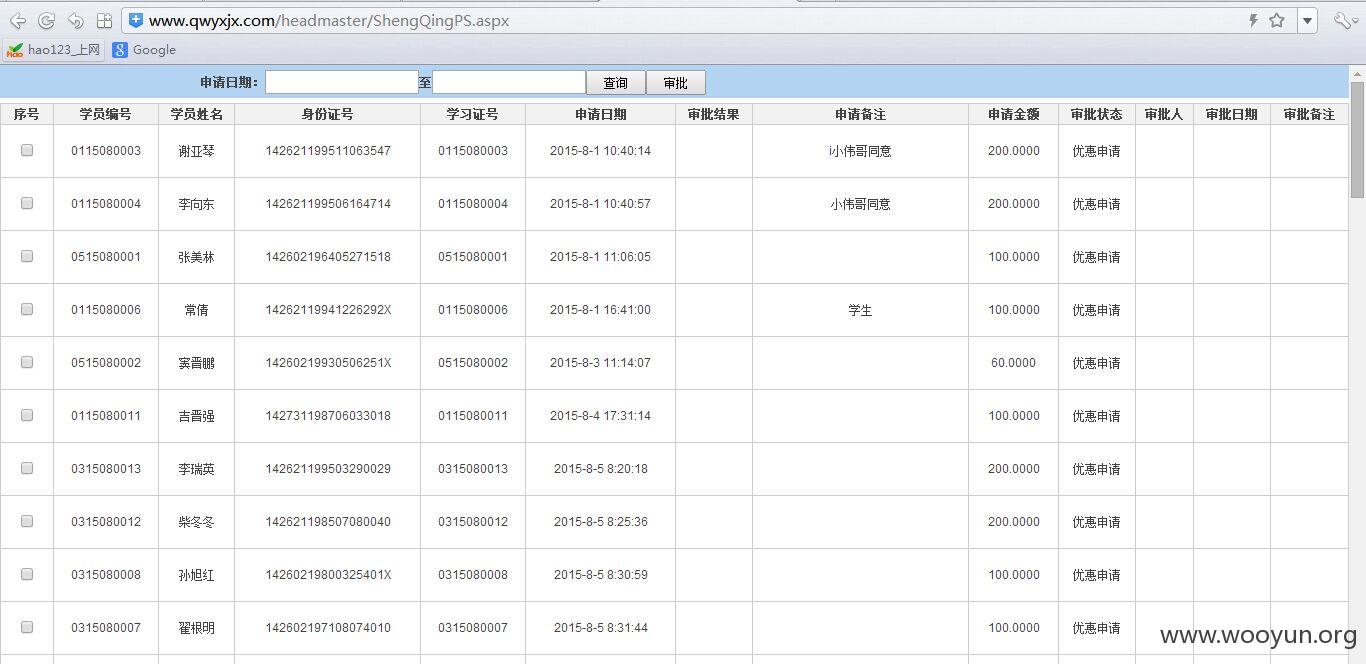 www.qwyxjx.com/headmaster/ShengQingPS.aspx
hao123_上网 Google
申请日期： 至 查询 审批
序号 学员编号 学员姓名 身份证号 学习证号 申请日期 审批结果 申请备注 申请金额 审批状态 审批人 审批日期 审批备注
0115080003 谢亚琴 142621199511063547 0115080003 2015-8-1 10:40:14 i小伟哥同意 200.0000 优惠申请
0115080004 李向东 142621199506164714 0115080004 2015-8-1 10:40:57 小伟哥同意 200.0000 优惠申请
0515080001 张美林 142602196405271518 0515080001 2015-8-1 11:06:05 100.0000 优惠申请
0115080006 常倩 14262119941226292X 0115080006 2015-8-1 16:41:00 学生 100.0000 优惠申请
0515080002 窦晋鹏 14260219930506251X 0515080002 2015-8-3 11:14:07 60.0000 优惠申请
0115080011 吉晋强 142731198706033018 0115080011 2015-8-4 17:31:14 100.0000 优惠申请
0315080013 李瑞英 142621199503290029 0315080013 2015-8-5 8:20:18 200.0000 优惠申请
0315080012 柴冬冬 142621198507080040 0315080012 2015-8-5 8:25:36 200.0000 优惠申请
0315080008 孙旭红 14260219800325401X 0315080008 2015-8-5 8:30:59 100.0000 优惠申请
0315080007 翟根明 142602197108074010 0315080007 2015-8-5 8:31:44 100.0000 优惠申请
www.wooyun.org